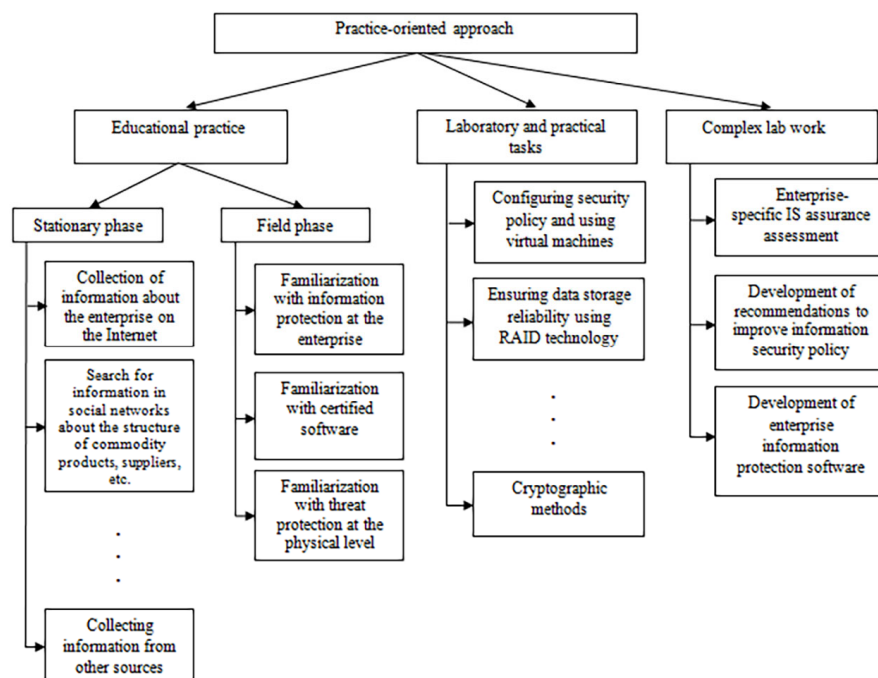 Practice-oriented approach
Educational practice
Laboratory and practical
tasks
Complex lab work
Stationary phase
Field phase
Collection of
information about
the enterprise on
the Internet
Search for
information in
social networks
about the structure
of commodity
products, suppliers,
etc.
.
.
.
Collecting
information from
other sources
Familiarization
with information
protection at the
enterprise
Familiarization
with certified
software
Familiarization
with threat
protection at the
physical level
Configuring security
policy and using
virtual machines
Ensuring data storage
reliability using
RAID technology
.
.
.
Cryptographic
methods
Enterprise-
specific IS assurance
assessment
Development of
recommendations to
improve information
security policy
Development of
enterprise
information
protection software